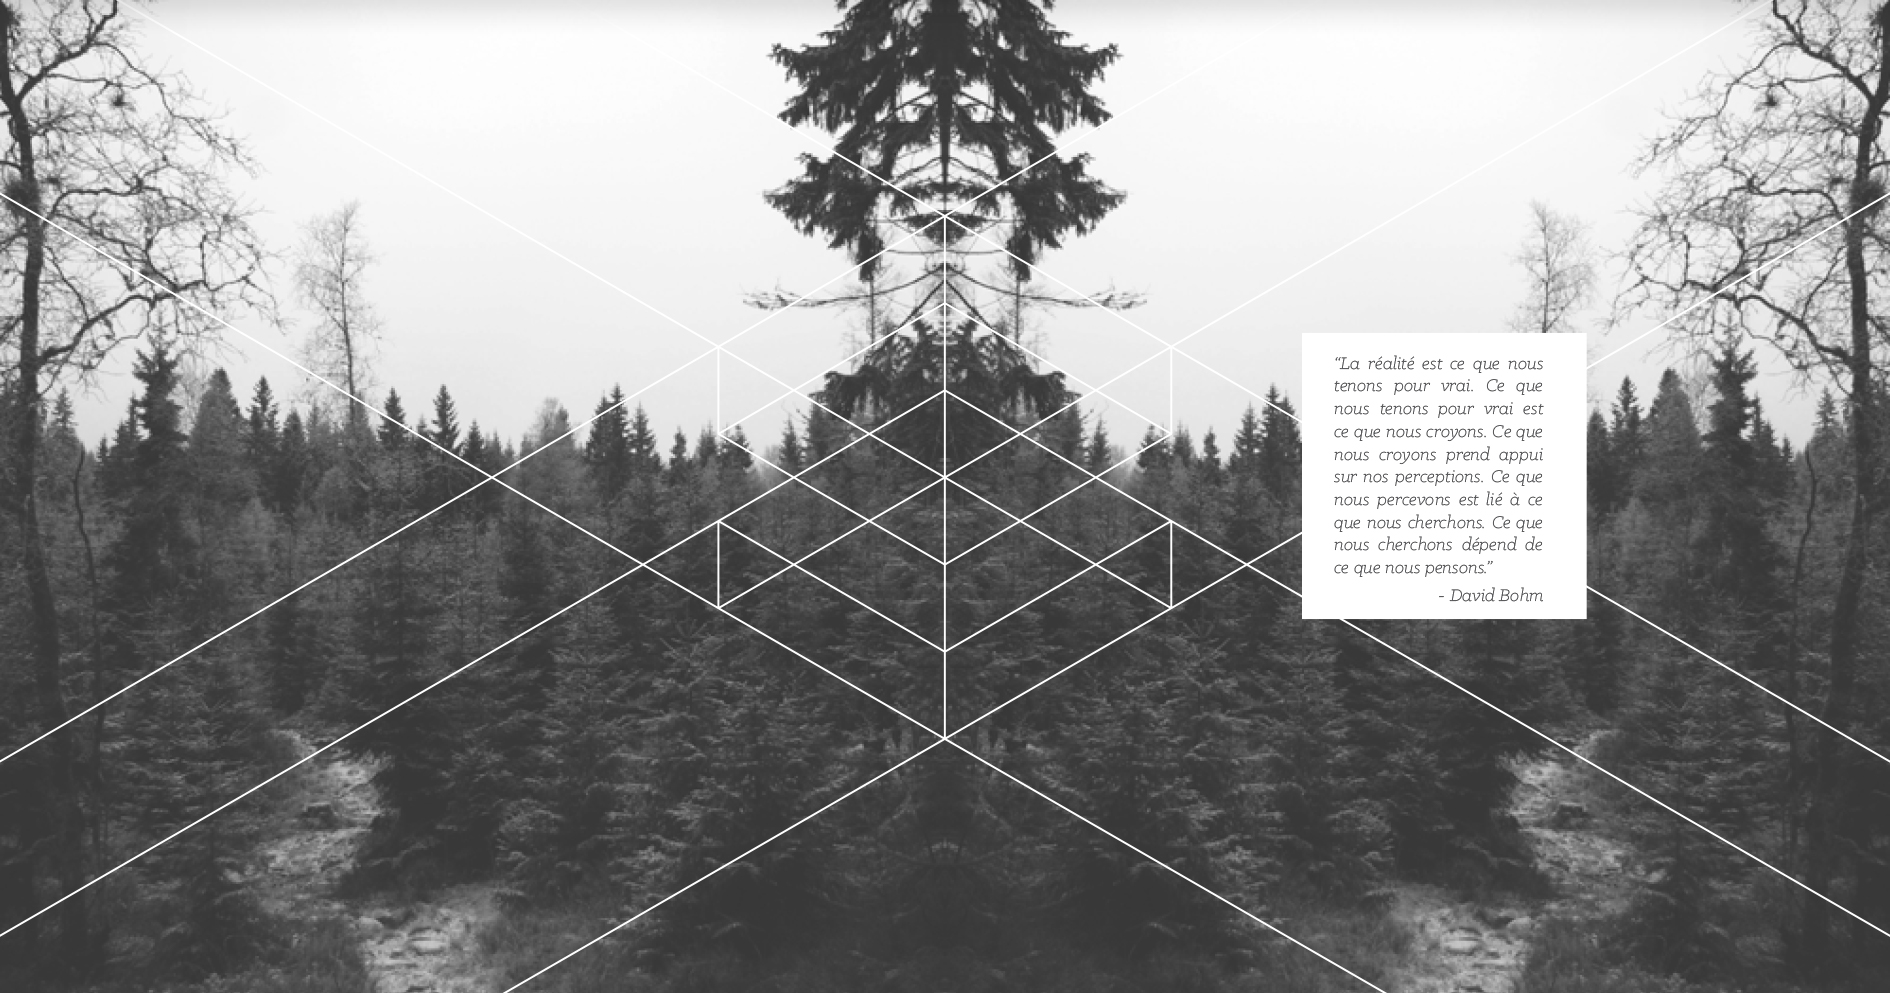 “La réalité est ce que nous
tenons pour vrai. Ce que
nous tenons pour vrai est
ce que nous croyons. Ce que
nous croyons prend appui
sur nos perceptions. Ce que
nous percevons est lié à ce
que nous cherchons. Ce que
nous cherchons dépend de
ce que nous pensons.”
- David Bohm